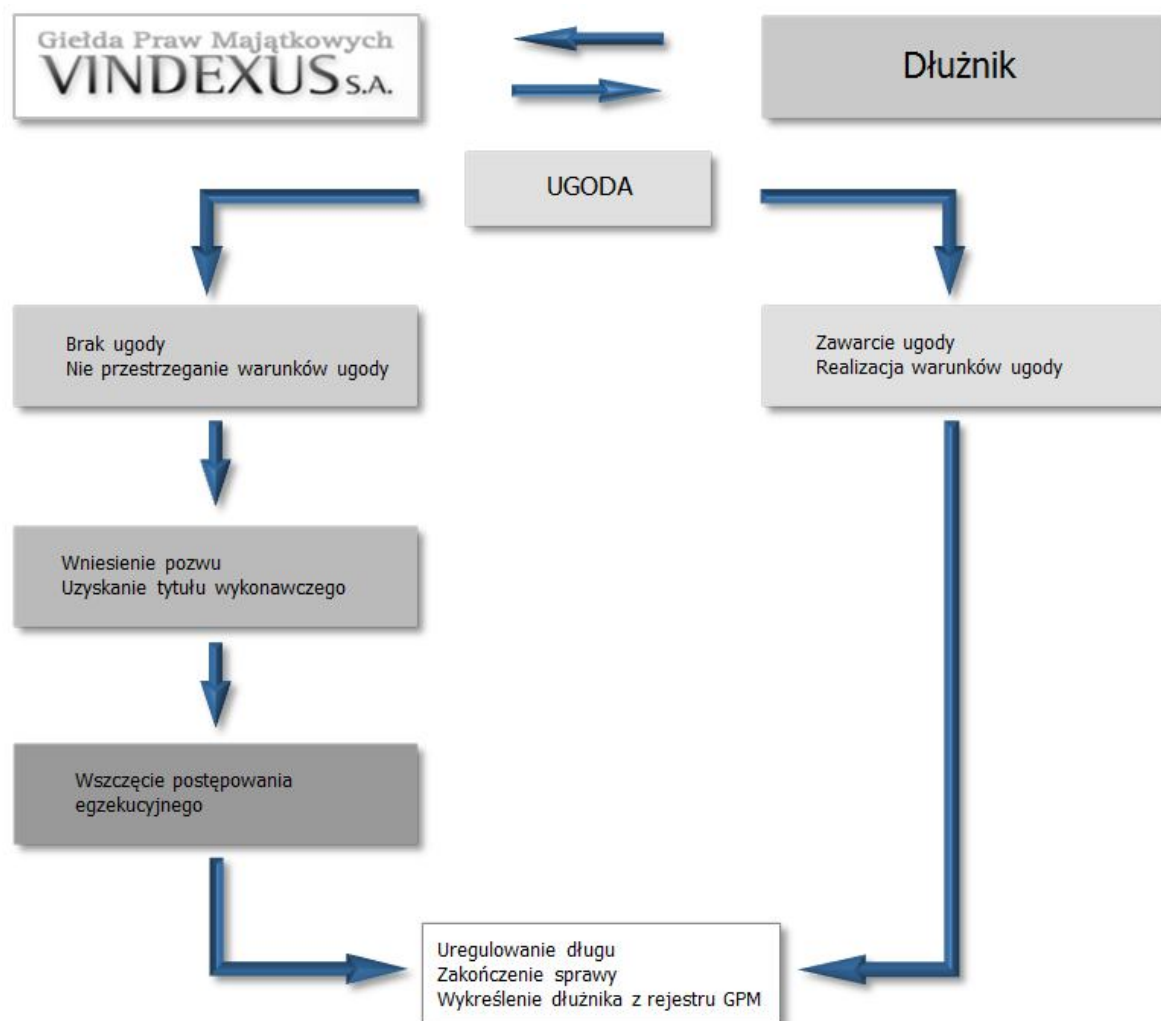 Giełda Praw Majątkowych
VINDEXUS S.A.
Dłużnik
UGODA
Brak ugody
Nie przestrzeganie warunków ugody
Zawarcie ugody
Realizacja warunków ugody
Wniesienie pozwu
Uzyskanie tytułu wykonawczego
Wszczęcie postępowania
egzekucyjnego
Uregulowanie długu
Zakończenie sprawy
Wykreślenie dłużnika z rejestru GPM